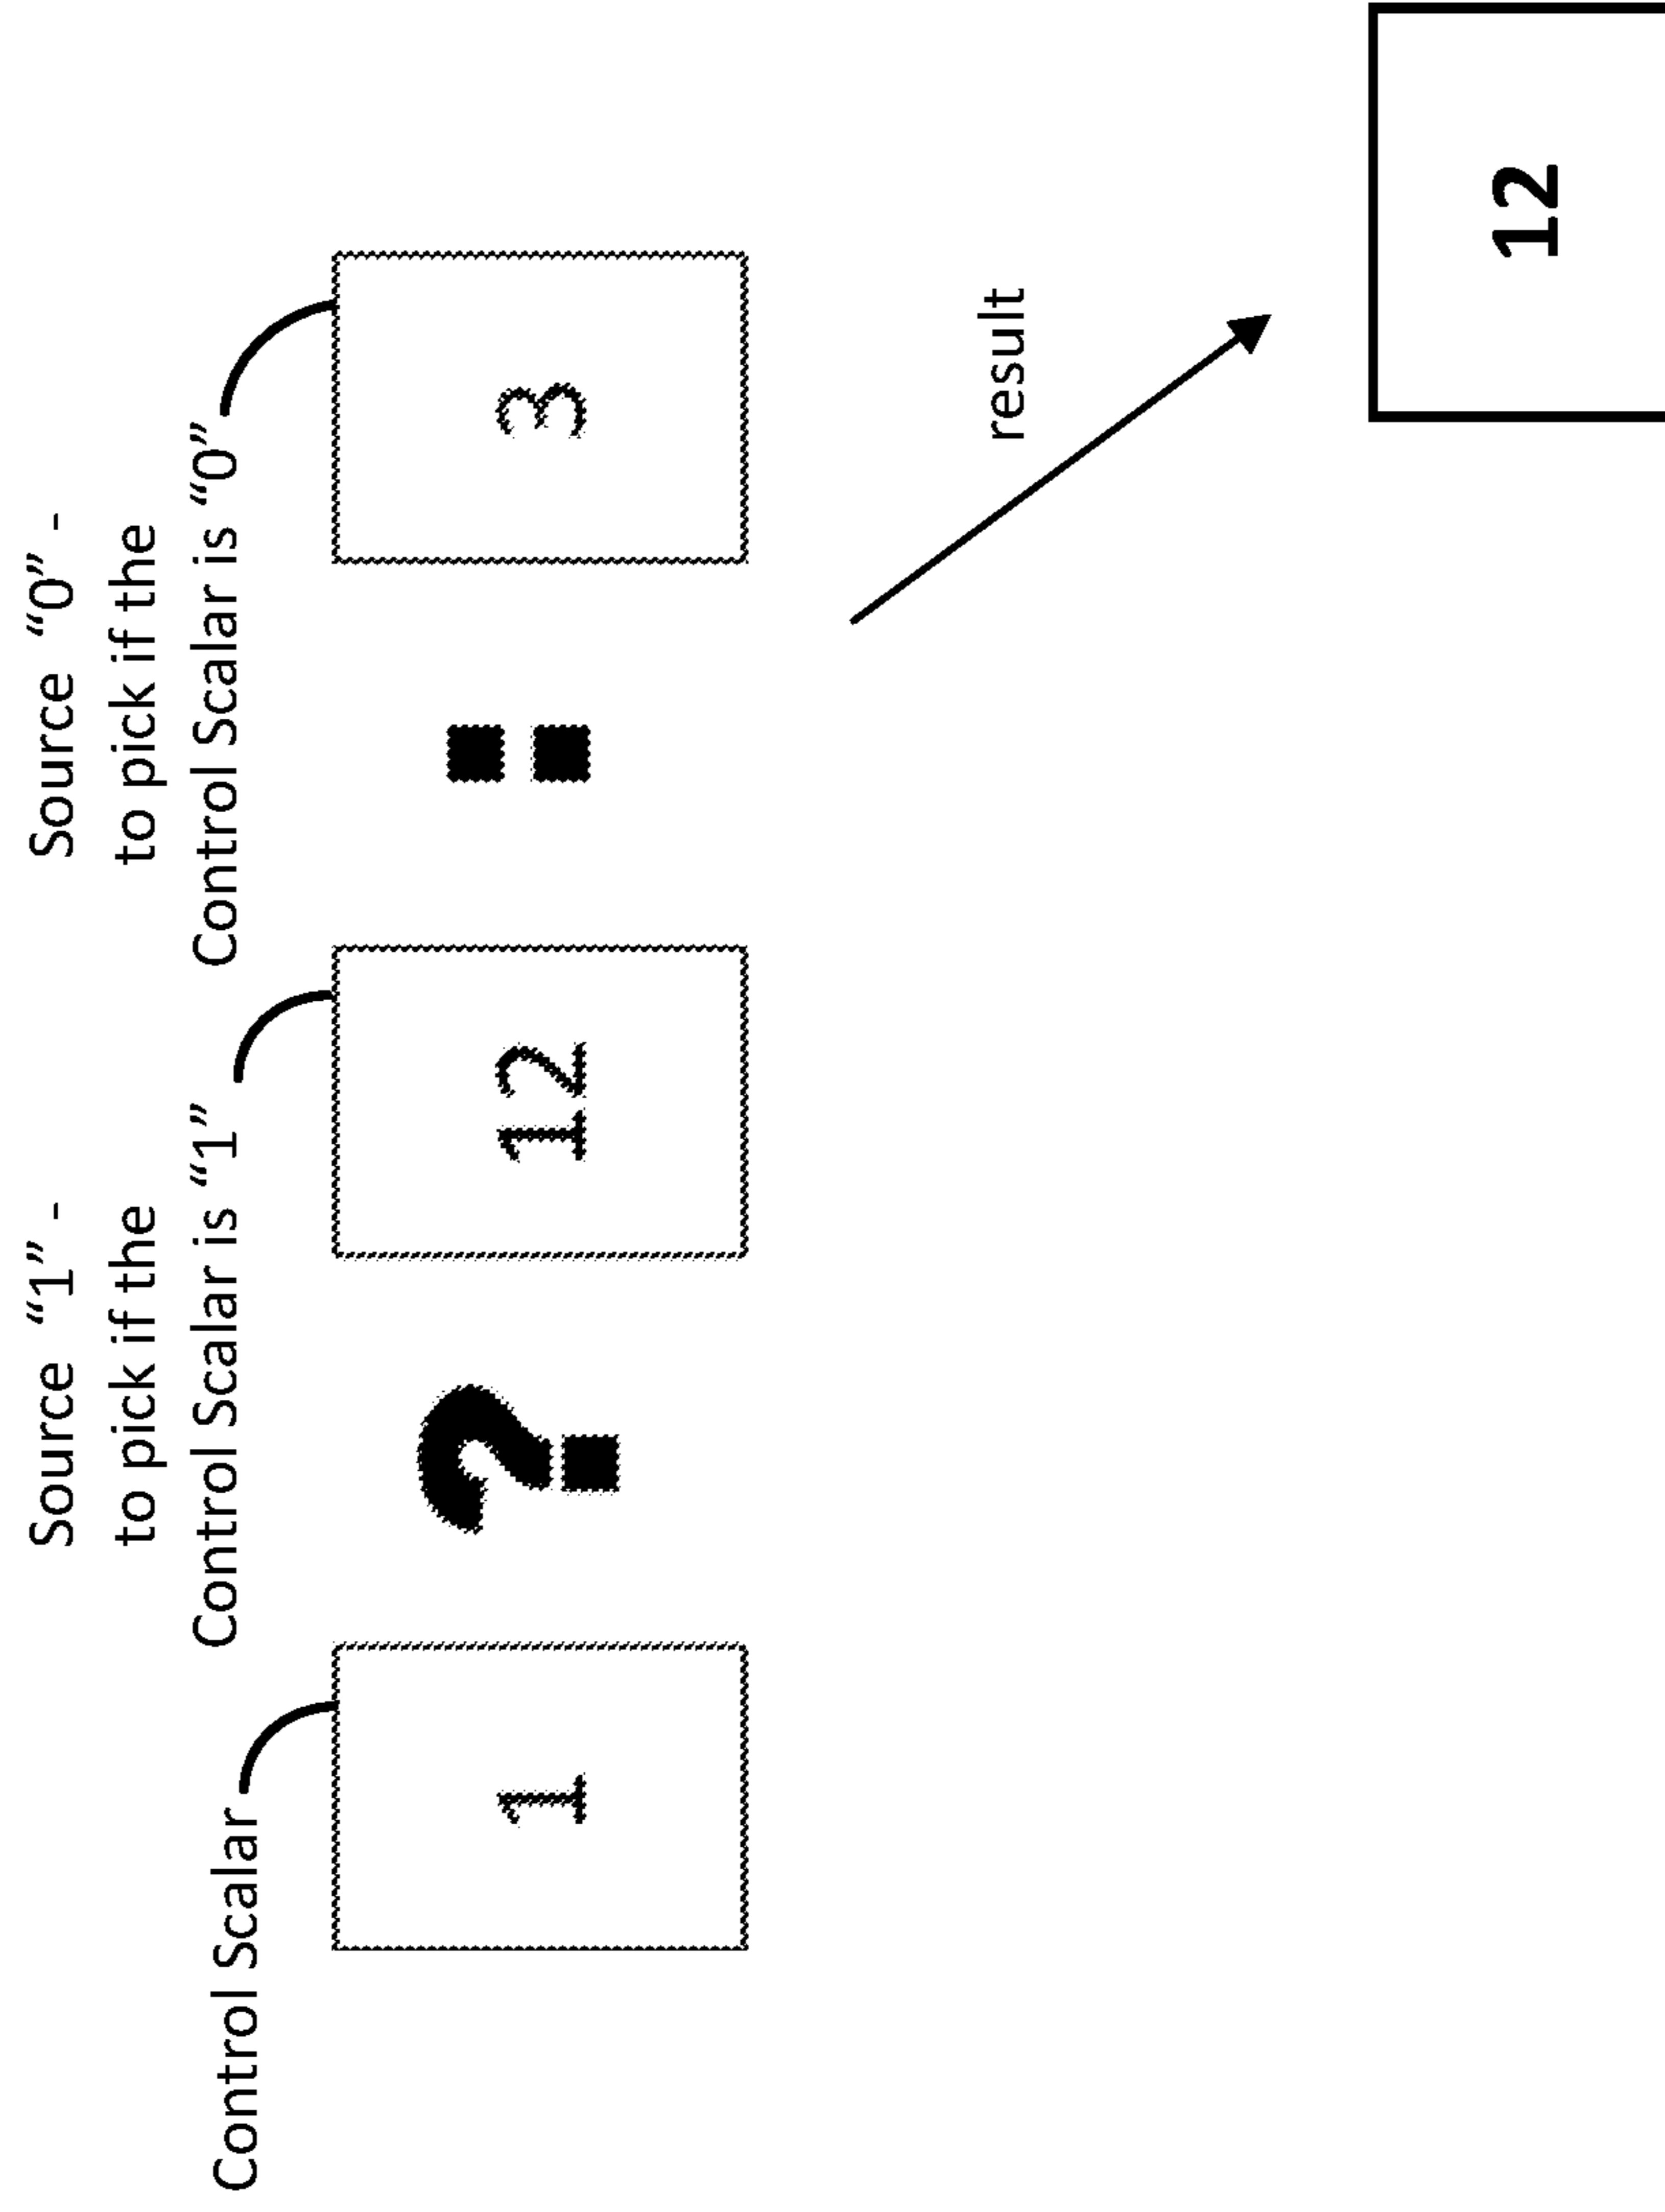 Control Scalar
Source “1” -
to pick if the
Control Scalar is “1”
Source “0” -
to pick if the
Control Scalar is “0”
1 ? 12 : 3
result
12